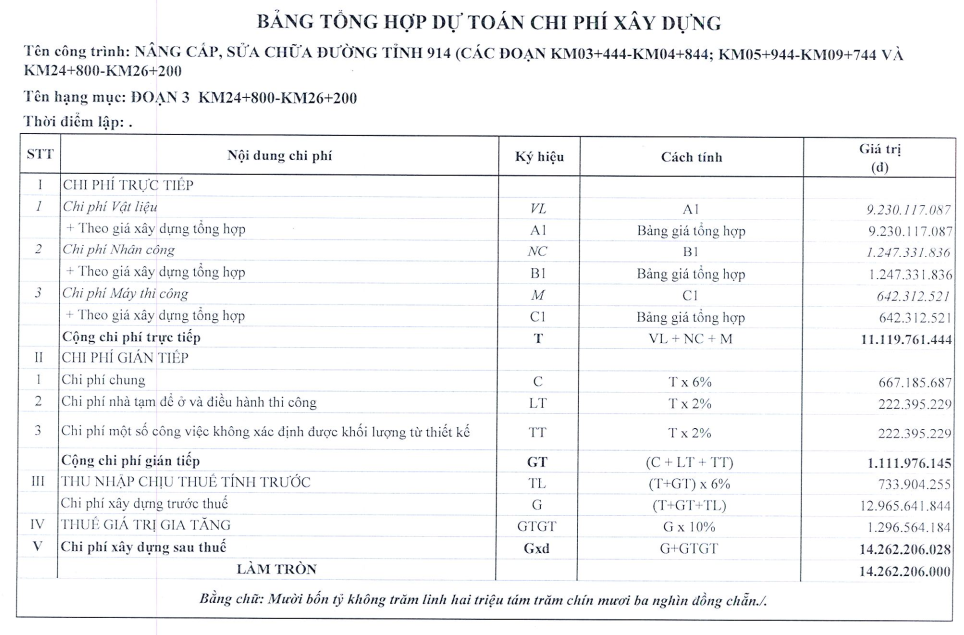 BẢNG TỔNG HỢP DỰ TOÁN CHI PHÍ XÂY DỰNG
Tên công trình: NÂNG CẤP, SỬA CHỮA ĐƯỜNG TỈNH 914 (CÁC ĐOẠN KM03+444-KM04+844; KM05+944-KM09+744 VÀ
KM24+800-KM26+200
Tên hạng mục: ĐOẠN 3 KM24+800-KM26+200
Thời điểm lập: .
STT Nội dung chi phí Ký hiệu Cách tính Giá trị (đ)
I CHI PHÍ TRỰC TIẾP
1 Chi phí Vật liệu VL A1 9.230.117.087
+ Theo giá xây dựng tổng hợp A1 Bảng giá tổng hợp 9.230.117.087
2 Chi phí Nhân công NC B1 1.247.331.836
+ Theo giá xây dựng tổng hợp B1 Bảng giá tổng hợp 1.247.331.836
3 Chi phí Máy thi công M C1 642.312.521
+ Theo giá xây dựng tổng hợp C1 Bảng giá tổng hợp 642.312.521
Cộng chi phí trực tiếp T VL + NC + M 11.119.761.444
II CHI PHÍ GIÁN TIẾP
1 Chi phí chung C T x 6% 667.185.687
2 Chi phí nhà tạm để ở và điều hành thi công LT T x 2% 222.395.229
3 Chi phí một số công việc không xác định được khối lượng từ thiết kế TT T x 2% 222.395.229
Cộng chi phí gián tiếp GT (C + LT + TT) 1.111.976.145
III THU NHẬP CHỊU THUẾ TÍNH TRƯỚC TL (T+GT) x 6% 733.904.255
Chi phí xây dựng trước thuế G (T+GT+TL) 12.965.641.844
IV THUẾ GIÁ TRỊ GIA TĂNG GTGT G x 10% 1.296.564.184
V Chi phí xây dựng sau thuế Gxd G+GTGT 14.262.206.028
LÀM TRÒN 14.262.206.000
Bằng chữ: Mười bốn tỷ không trăm linh hai triệu tám trăm chín mươi ba nghìn đồng chẵn./.